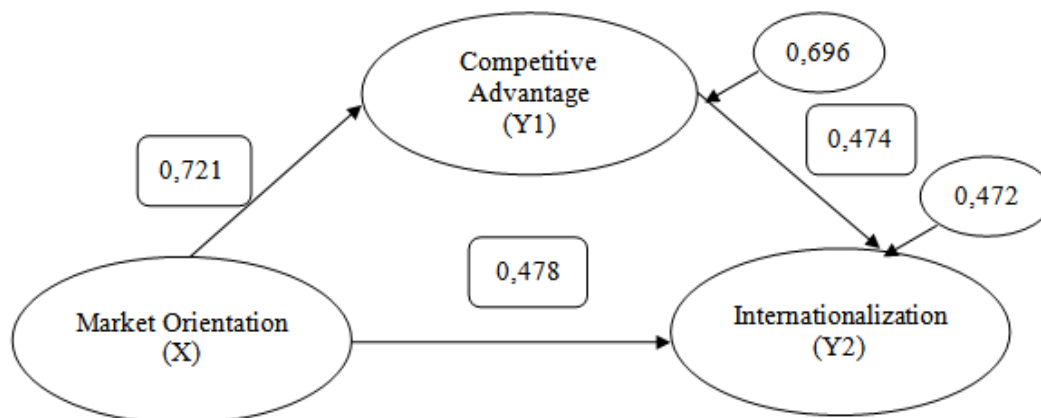 Competitive
Advantage
(Y1)
0,696
0,721
0,474
0,472
0,478
Market Orientation
(X)
Internationalization
(Y2)